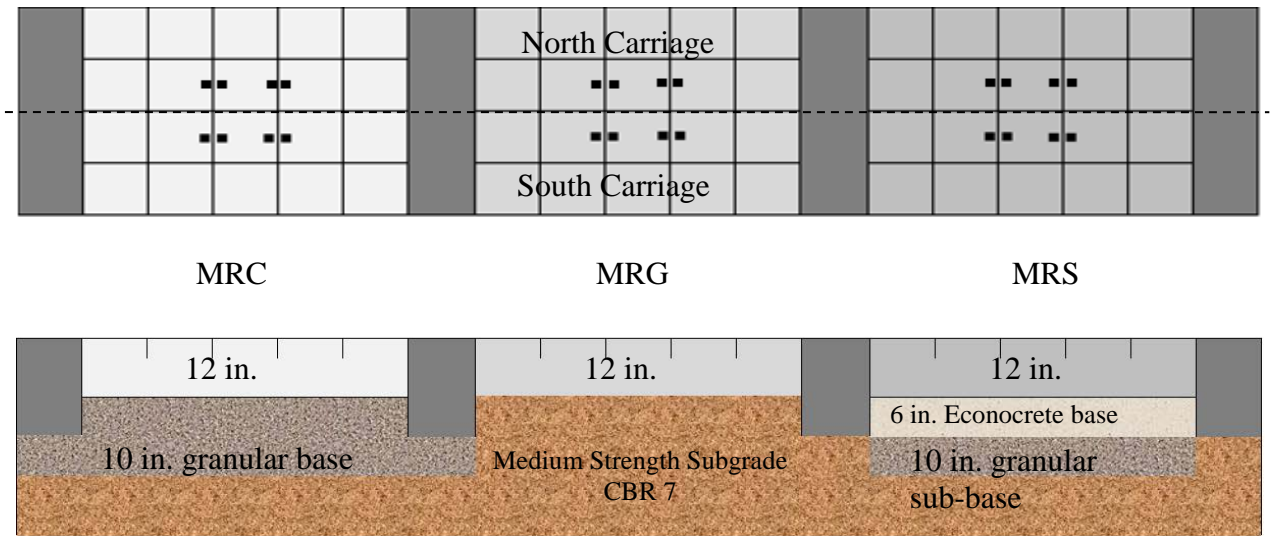 North Carriage
South Carriage
MRC
MRG
MRS
12 in.
12 in.
12 in.
6 in. Econocrete base
10 in. granular base
Medium Strength Subgrade
CBR 7
10 in. granular
sub-base